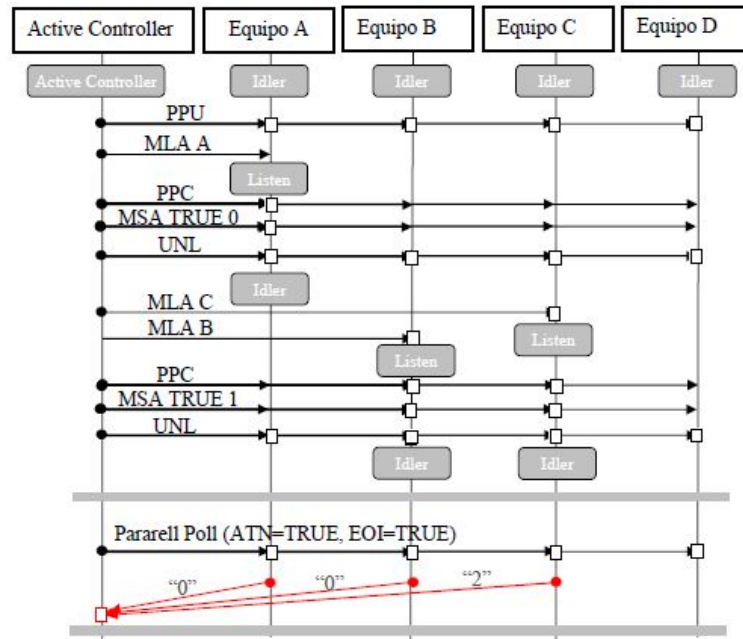 Active Controller Equipo A Equipo B Equipo C Equipo D
Active Controller Idler Idler Idler Idler
PPU
MLA A
Listen
PPC
MSA TRUE 0
UNL
Idler
MLA C
MLA B
Listen
Listen
PPC
MSA TRUE 1
UNL
Idler Idler
Pararell Poll (ATN=TRUE, EOI=TRUE)
“0” “0” “2”